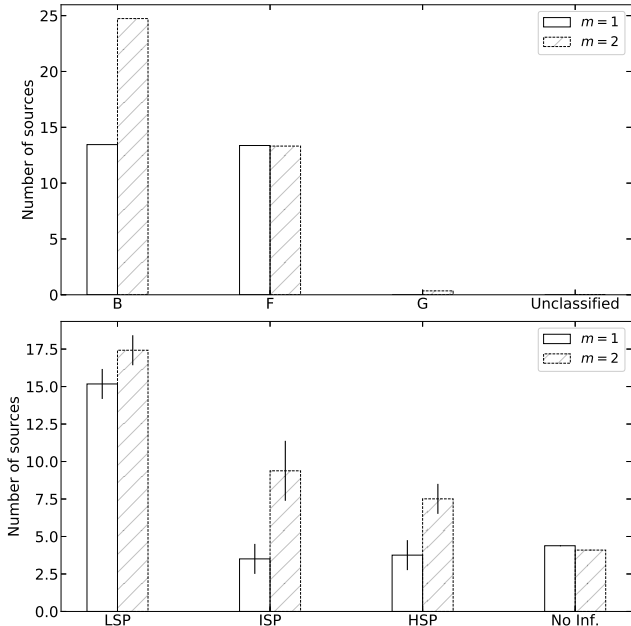 25
20
15
10
5
0
Number of sources
m = 1
m = 2
B F G Unclassified
17.5
15.0
12.5
10.0
7.5
5.0
2.5
0.0
Number of sources
m = 1
m = 2
LSP ISP HSP No Inf.